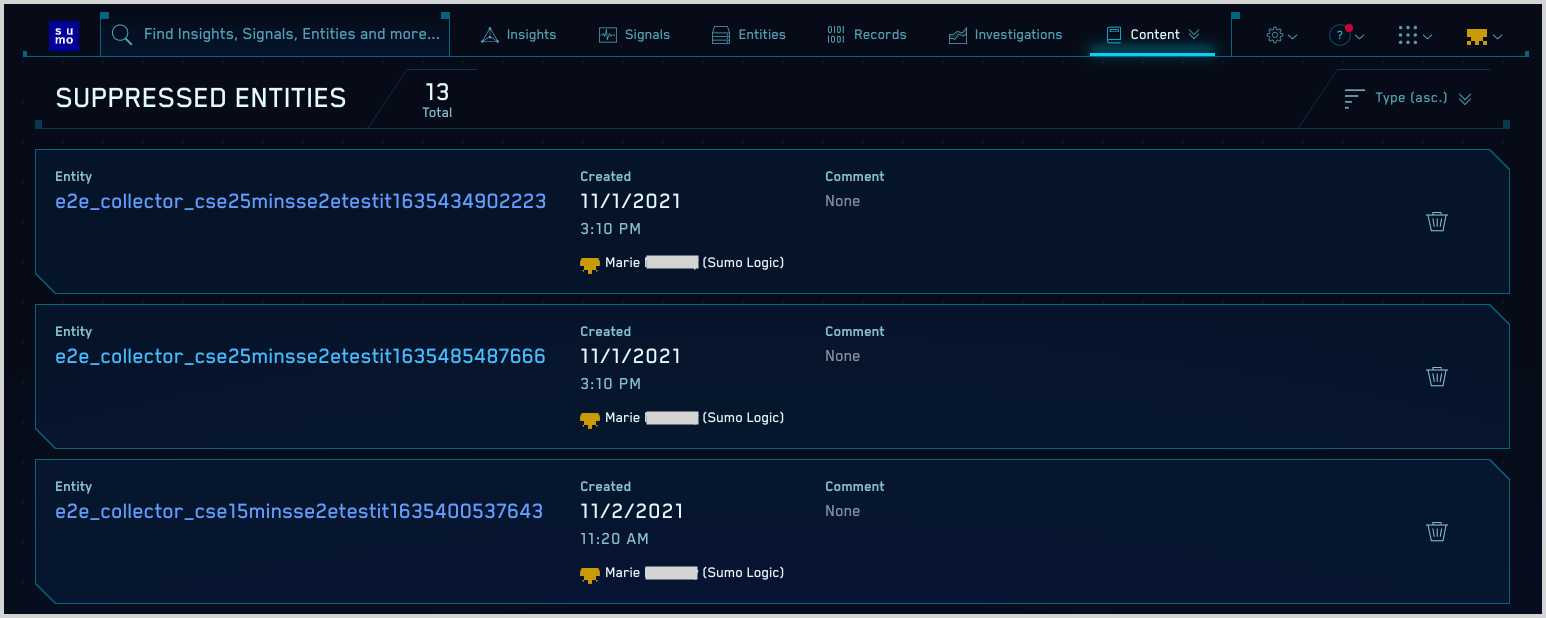 su
mo
Find Insights, Signals, Entities and more...
Insights
Signals
Entities
Records
Investigations
Content
?
SUPPRESSED ENTITIES
13
Total
Type (asc.)
Entity
Created
Comment
e2e_collector_cse25minsse2etestit1635434902223
11/1/2021
None
3:10 PM
Marie (Sumo Logic)
Entity
Created
Comment
e2e_collector_cse25minsse2etestit1635485487666
11/1/2021
None
3:10 PM
Marie (Sumo Logic)
Entity
Created
Comment
e2e_collector_cse15minsse2etestit1635400537643
11/2/2021
None
11:20 AM
Marie (Sumo Logic)